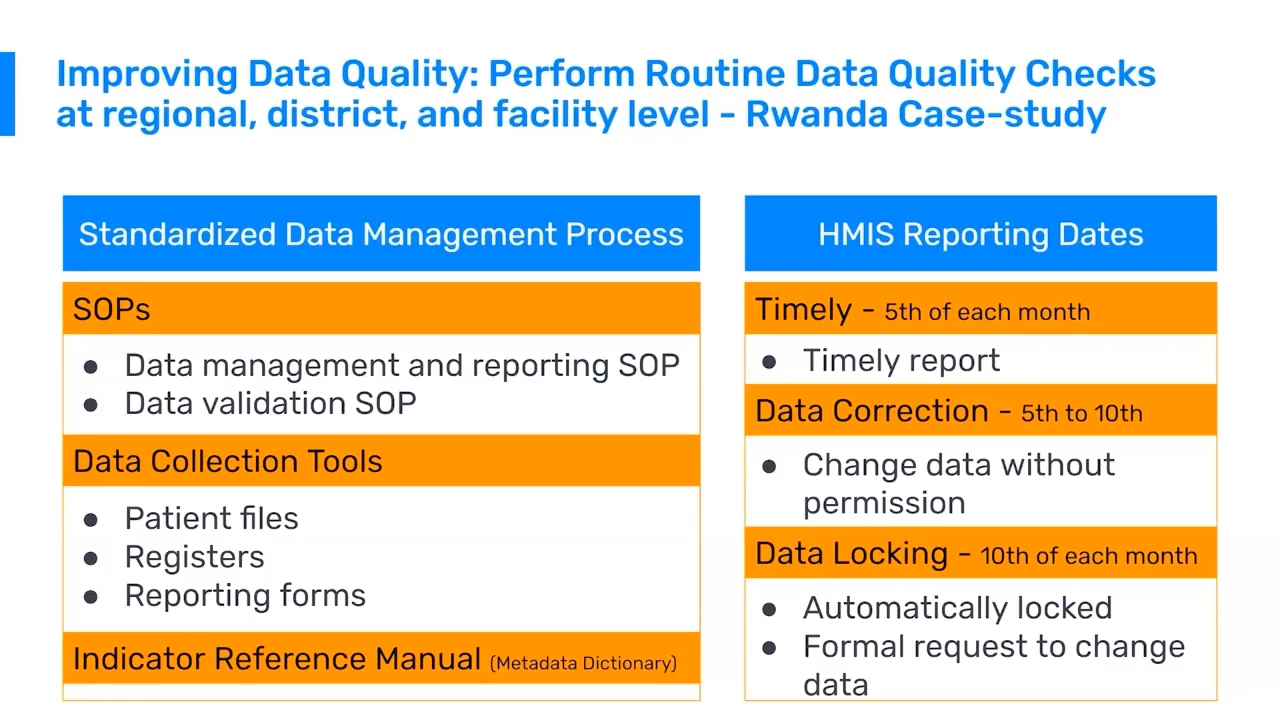 Improving Data Quality: Perform Routine Data Quality Checks
at regional, district, and facility level - Rwanda Case-study
Standardized Data Management Process
SOPs
● Data management and reporting SOP
● Data validation SOP
Data Collection Tools
● Patient files
● Registers
● Reporting forms
Indicator Reference Manual (Metadata Dictionary)
HMIS Reporting Dates
Timely - 5th of each month
● Timely report
Data Correction - 5th to 10th
● Change data without
permission
Data Locking - 10th of each month
● Automatically locked
● Formal request to change
data